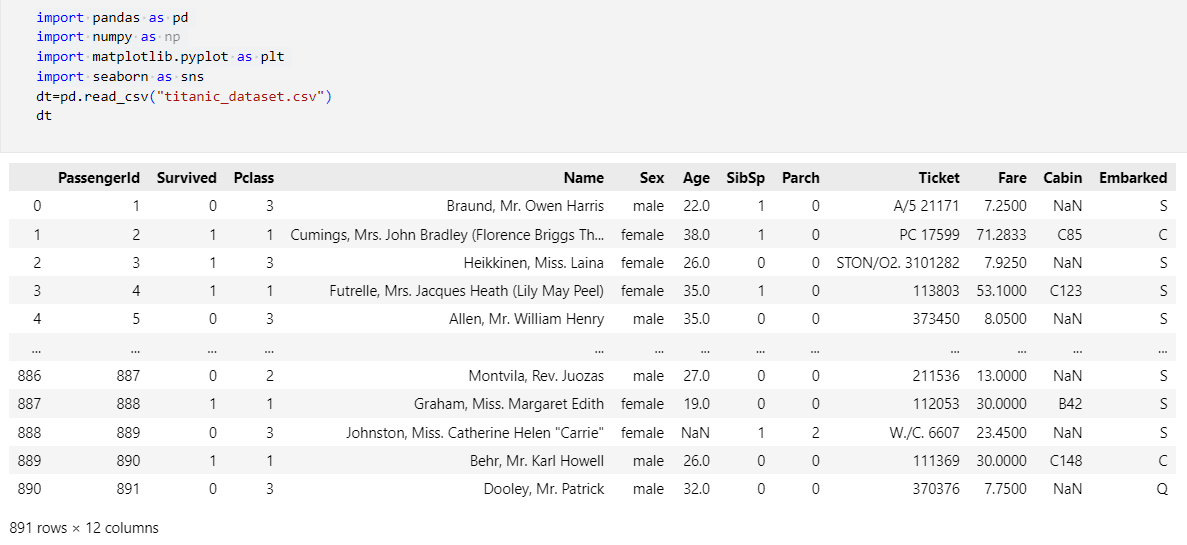 import pandas as pd
import numpy as np
import matplotlib.pyplot as plt
import seaborn as sns
dt=pd.read_csv("titanic_dataset.csv")
dt
PassengerId Survived Pclass Name Sex Age SibSp Parch Ticket Fare Cabin Embarked
0 1 0 3 Braund, Mr. Owen Harris male 22.0 1 0 A/5 21171 7.2500 NaN S
1 2 1 1 Cumings, Mrs. John Bradley (Florence Briggs Th... female 38.0 1 0 PC 17599 71.2833 C85 C
2 3 1 3 Heikkinen, Miss. Laina female 26.0 0 0 STON/O2. 3101282 7.9250 NaN S
3 4 1 1 Futrelle, Mrs. Jacques Heath (Lily May Peel) female 35.0 1 0 113803 53.1000 C123 S
4 5 0 3 Allen, Mr. William Henry male 35.0 0 0 373450 8.0500 NaN S
... ... ... ... ... ... ... ... ... ... ... ... ...
886 887 0 2 Montvila, Rev. Juozas male 27.0 0 0 211536 13.0000 NaN S
887 888 1 1 Graham, Miss. Margaret Edith female 19.0 0 0 112053 30.0000 B42 S
888 889 0 3 Johnston, Miss. Catherine Helen "Carrie" female NaN 1 2 W./C. 6607 23.4500 NaN S
889 890 1 1 Behr, Mr. Karl Howell male 26.0 0 0 111369 30.0000 C148 C
890 891 0 3 Dooley, Mr. Patrick male 32.0 0 0 370376 7.7500 NaN Q
891 rows × 12 columns